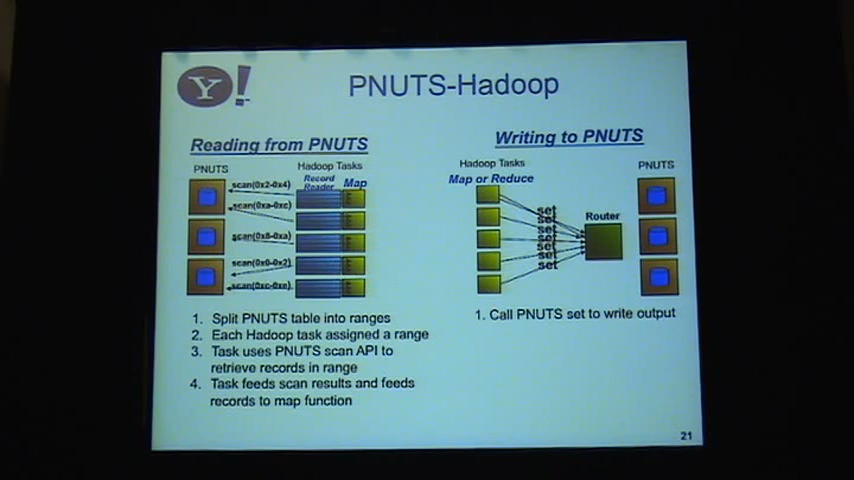 Y!
PNUTS-Hadoop
Reading from PNUTS
PNUTS
Hadoop Tasks
Record
Reader
Map
scan(0x2-0x4)
scan(0xa-0xc)
scan(0x8-0xa)
scan(0x0-0x2)
scan(0xc-0xe)
1. Split PNUTS table into ranges
2. Each Hadoop task assigned a range
3. Task uses PNUTS scan API to
retrieve records in range
4. Task feeds scan results and feeds
records to map function
Writing to PNUTS
Hadoop Tasks
Map or Reduce
PNUTS
set
set
set
set
set
set
set
Router
1. Call PNUTS set to write output
21